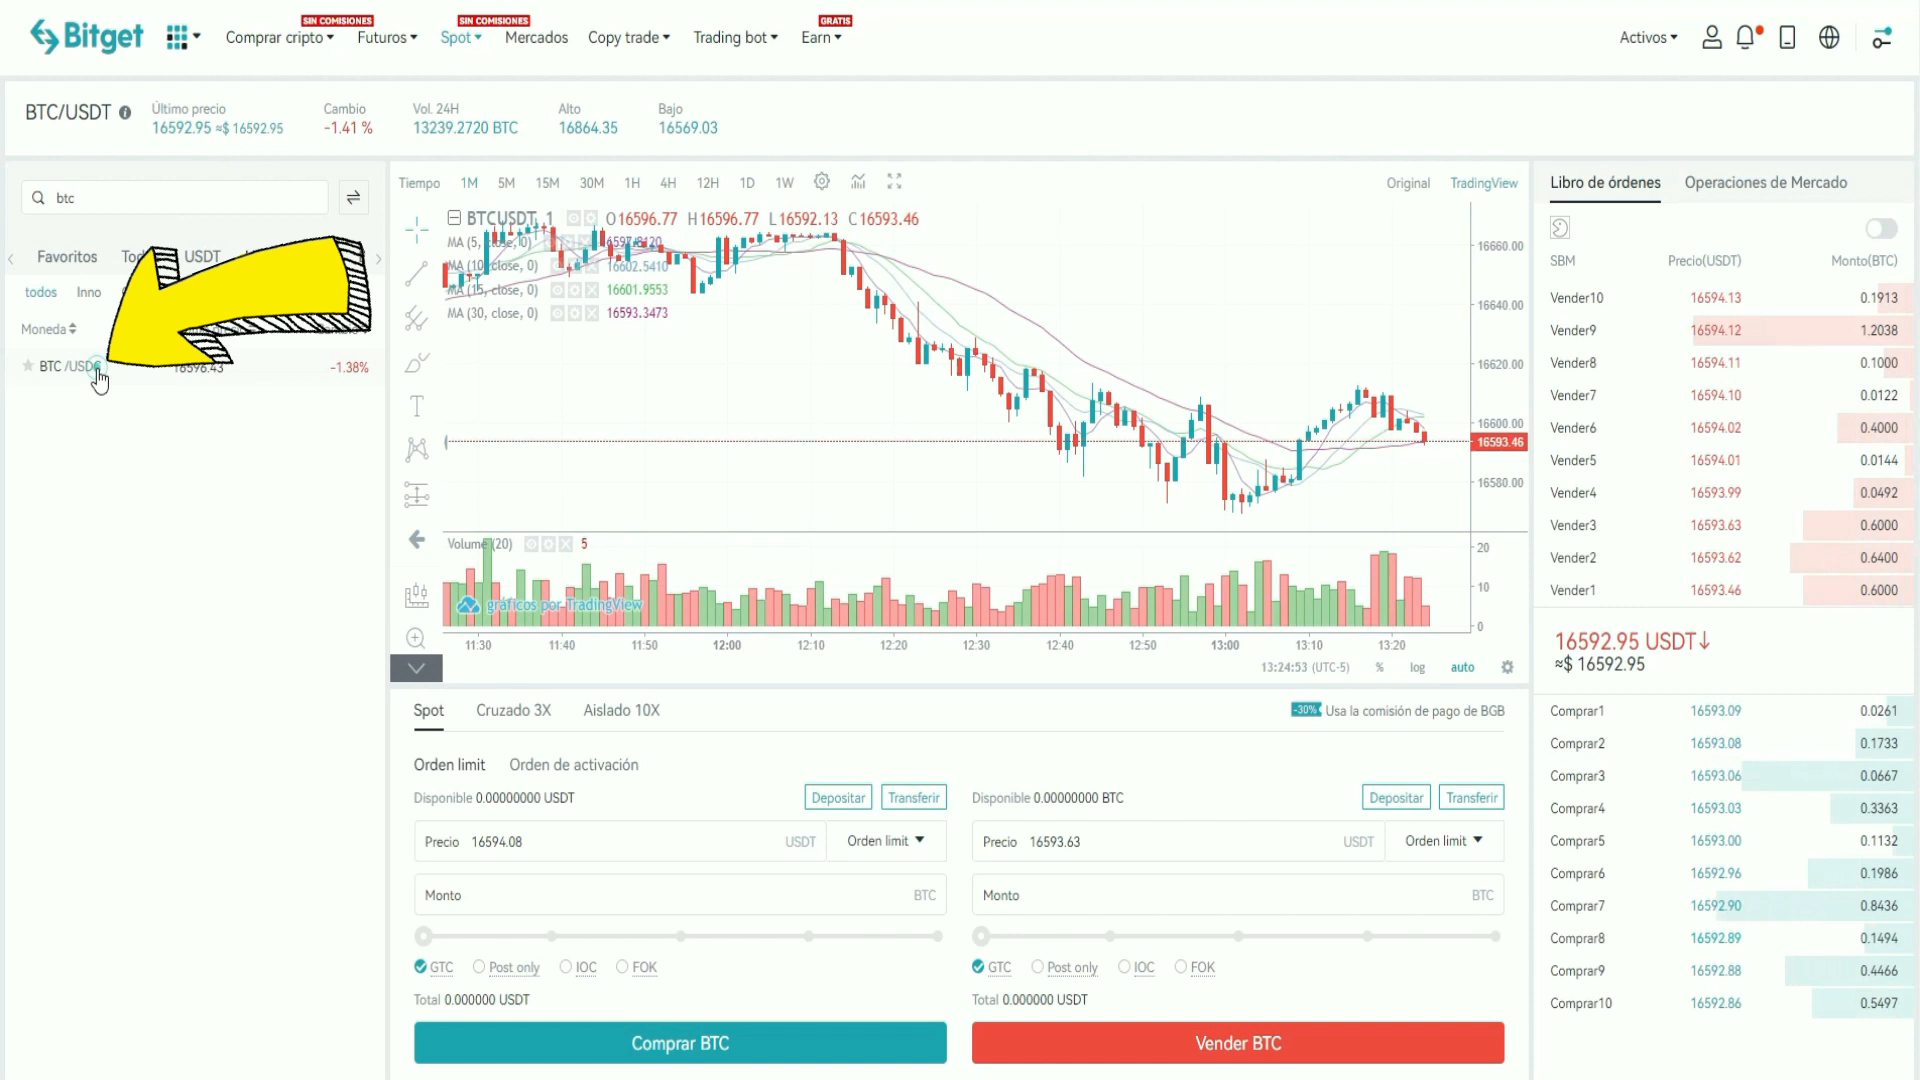 SIN COMISIONES SIN COMISIONES GRATIS
Bitget Comprar cripto Futuros Spot Mercados Copy trade Trading bot Earn Activos
BTC/USDT Último precio Cambio Vol. 24H Alto Bajo
16592.95 ≈$ 16592.95 -1.41 % 13239.2720 BTC 16864.35 16569.03
btc
Favoritos USDT
todos Inno
Moneda
BTC 16596.43 -1.38%
Tiempo 1M 5M 15M 30M 1H 4H 12H 1D 1W Original TradingView
BTCUSDT, 1 O16596.77 H16596.77 L16592.13 C16593.46
MA (5, close, 0) 16597.8120
MA (10, close, 0) 16602.5410
MA (15, close, 0) 16601.9553
MA (30, close, 0) 16593.3473
16660.00
16640.00
16620.00
16600.00
16593.46
16580.00
Volume (20) 5
20
10
0
gráficos por TradingView
11:30 11:40 11:50 12:00 12:10 12:20 12:30 12:40 12:50 13:00 13:10 13:20
13:24:53 (UTC-5) % log auto
Spot Cruzado 3X Aislado 10X -30% Usa la comisión de pago de BGB
Orden limit Orden de activación
Disponible 0.00000000 USDT Depositar Transferir
Precio 16594.08 USDT Orden limit
Monto BTC
GTC Post only IOC FOK
Total 0.000000 USDT
Comprar BTC
Disponible 0.00000000 BTC Depositar Transferir
Precio 16593.63 USDT Orden limit
Monto BTC
GTC Post only IOC FOK
Total 0.000000 USDT
Vender BTC
Libro de órdenes Operaciones de Mercado
SBM Precio(USDT) Monto(BTC)
Vender10 16594.13 0.1913
Vender9 16594.12 1.2038
Vender8 16594.11 0.1000
Vender7 16594.10 0.0122
Vender6 16594.02 0.4000
Vender5 16594.01 0.0144
Vender4 16593.99 0.0492
Vender3 16593.63 0.6000
Vender2 16593.62 0.6400
Vender1 16593.46 0.6000
16592.95 USDT↓
≈$ 16592.95
Comprar1 16593.09 0.0261
Comprar2 16593.08 0.1733
Comprar3 16593.06 0.0667
Comprar4 16593.03 0.3363
Comprar5 16593.00 0.1132
Comprar6 16592.96 0.1986
Comprar7 16592.90 0.8436
Comprar8 16592.89 0.1494
Comprar9 16592.88 0.4466
Comprar10 16592.86 0.5497